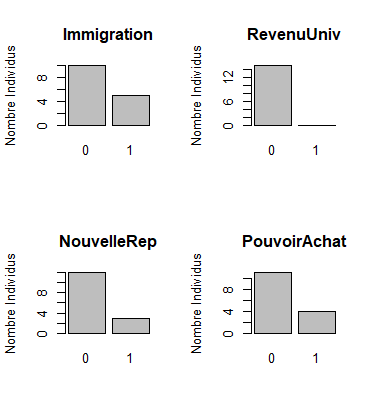 Immigration
Nombre Individus
0 4 8
0 1
RevenuUniv
Nombre Individus
0 6 12
0 1
NouvelleRep
Nombre Individus
0 4 8
0 1
PouvoirAchat
Nombre Individus
0 4 8
0 1